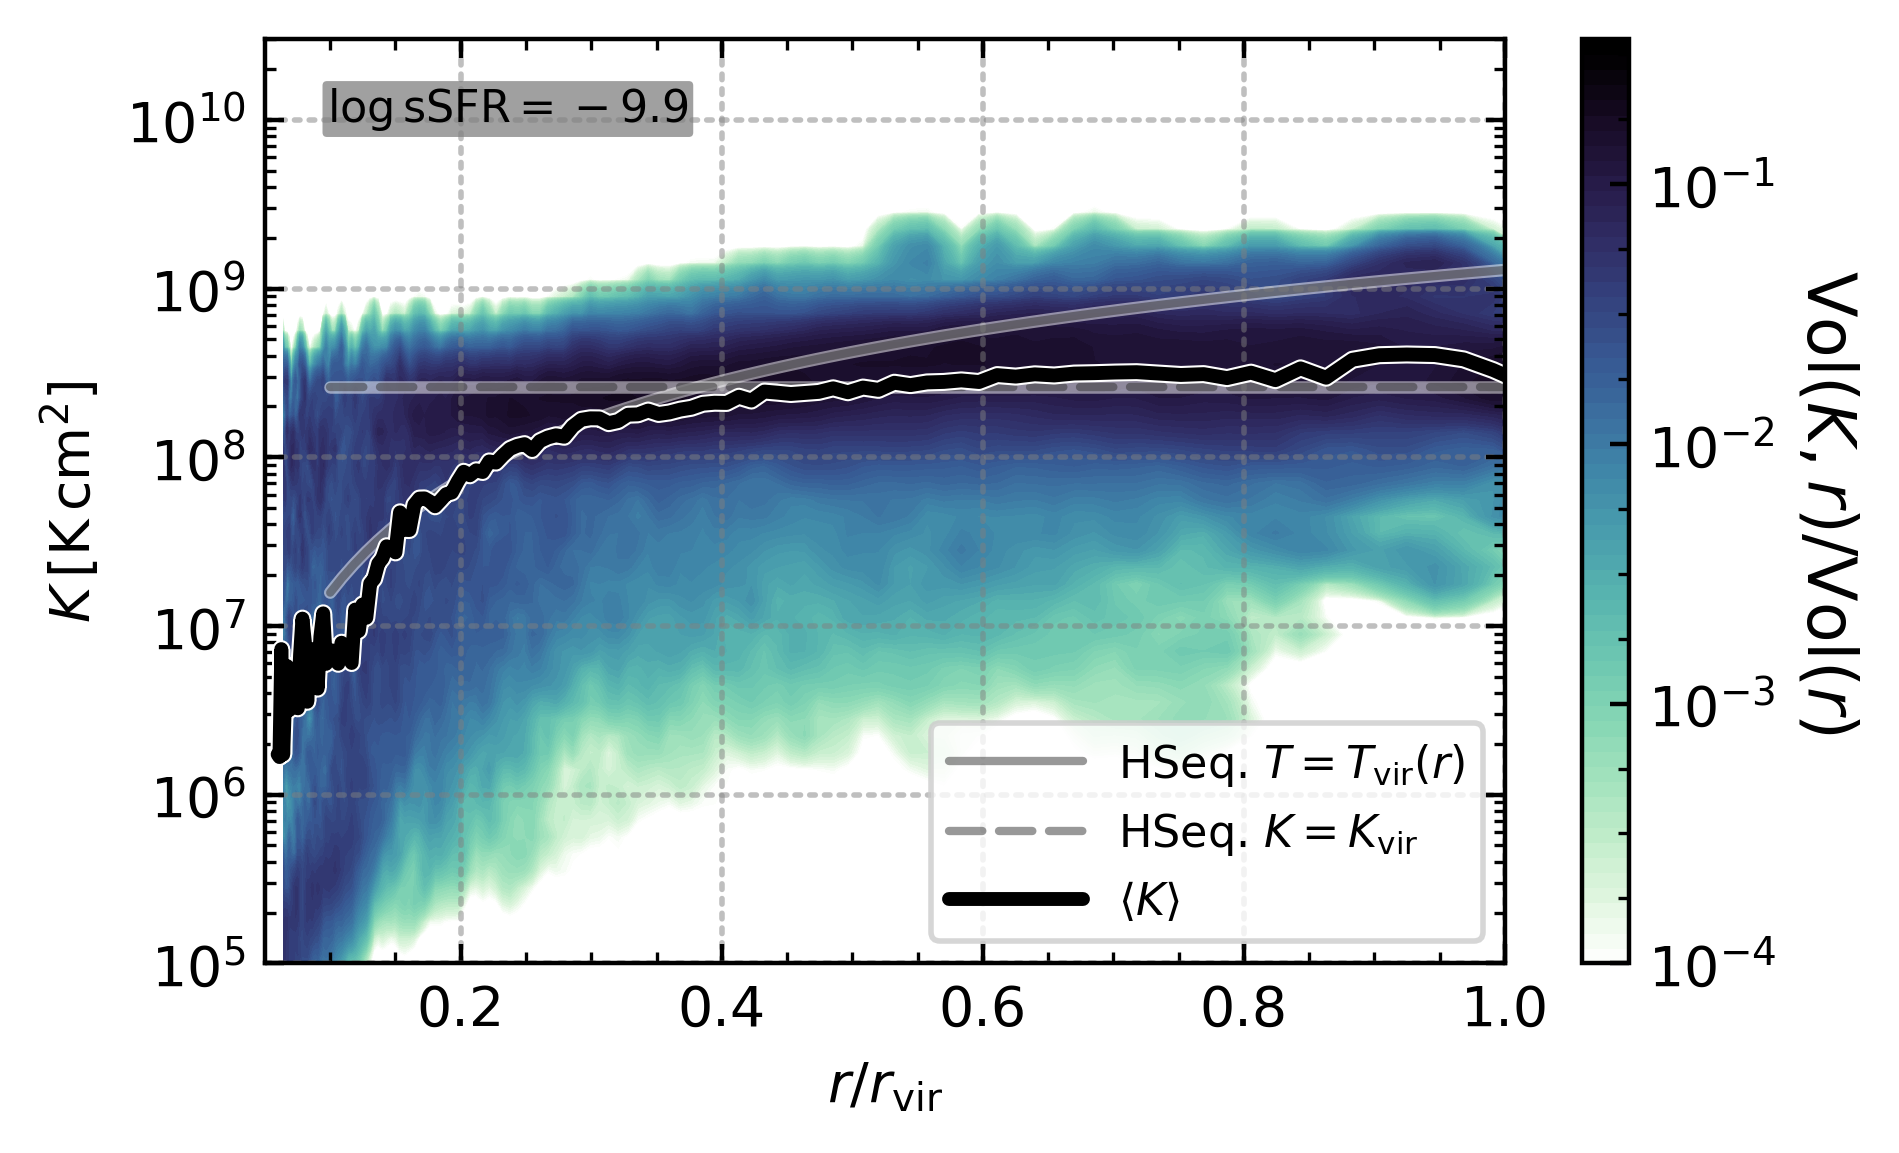 log sSFR = − 9.9
10^10
10^9
10^8
10^7
10^6
10^5
K [K cm^2]
0.2 0.4 0.6 0.8 1.0
r/r_vir
HSeq. T = T_vir(r)
HSeq. K = K_vir
⟨K⟩
10^−1
10^−2
10^−3
10^−4
Vol(K, r)/Vol(r)